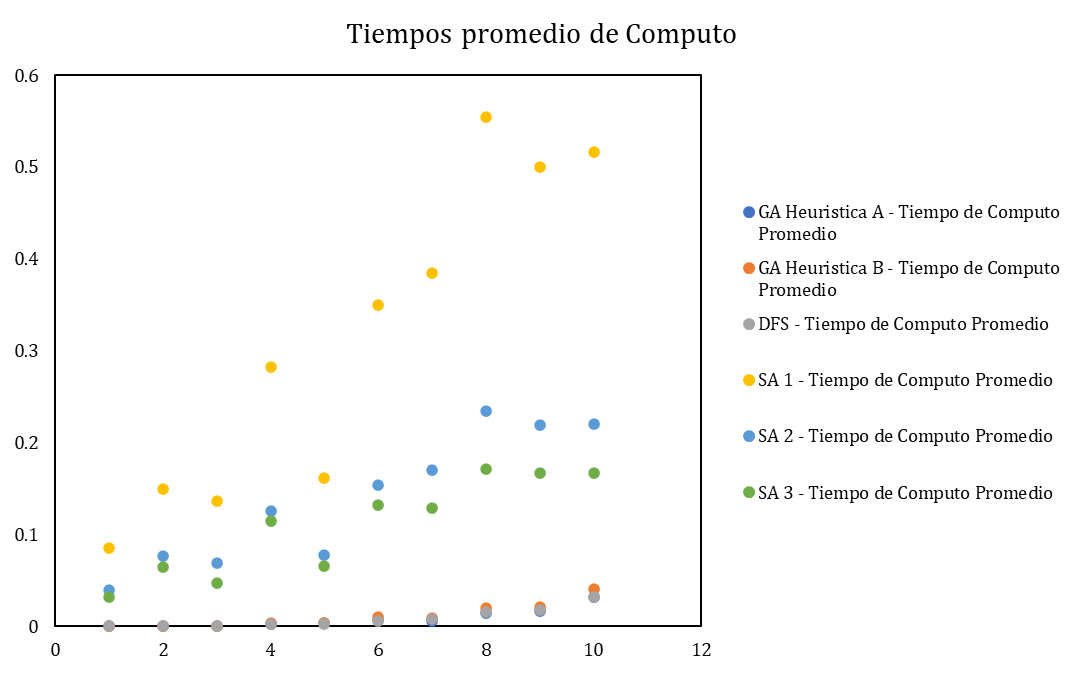 Tiempos promedio de Computo
0.6
0.5
0.4
0.3
0.2
0.1
0
0 2 4 6 8 10 12
GA Heuristica A - Tiempo de Computo
Promedio
GA Heuristica B - Tiempo de Computo
Promedio
DFS - Tiempo de Computo Promedio
SA 1 - Tiempo de Computo Promedio
SA 2 - Tiempo de Computo Promedio
SA 3 - Tiempo de Computo Promedio